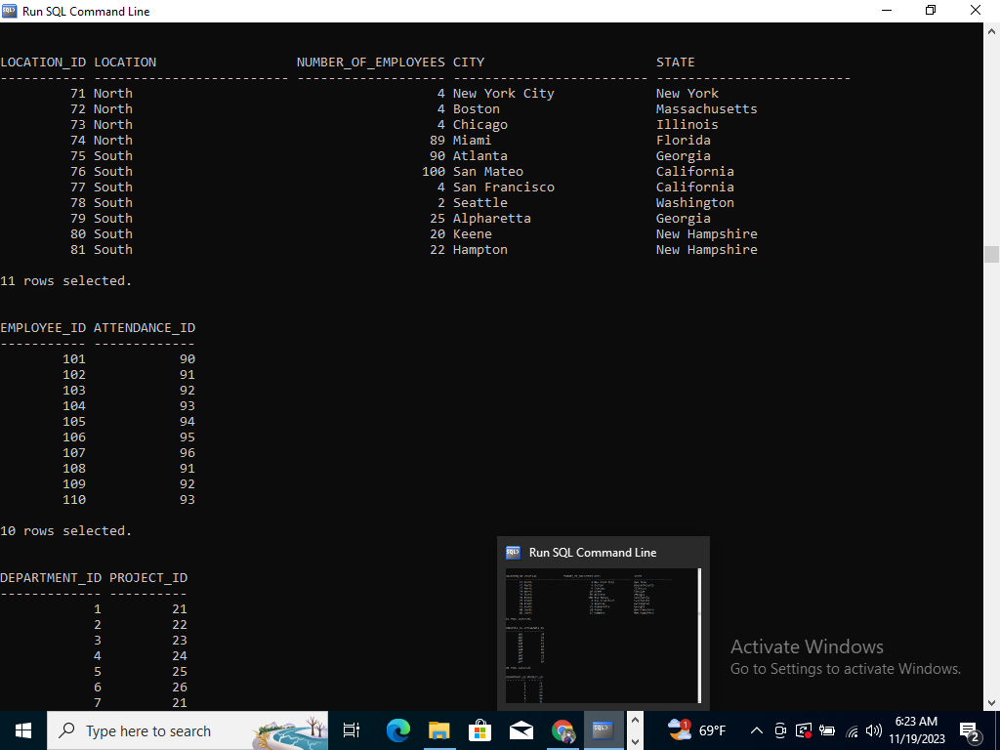 Run SQL Command Line
LOCATION_ID LOCATION NUMBER_OF_EMPLOYEES CITY STATE
----------- ------------------------- ------------------- ------------------------- -------------------------
71 North 4 New York City New York
72 North 4 Boston Massachusetts
73 North 4 Chicago Illinois
74 North 89 Miami Florida
75 South 90 Atlanta Georgia
76 South 100 San Mateo California
77 South 4 San Francisco California
78 South 2 Seattle Washington
79 South 25 Alpharetta Georgia
80 South 20 Keene New Hampshire
81 South 22 Hampton New Hampshire
11 rows selected.
EMPLOYEE_ID ATTENDANCE_ID
----------- -------------
101 90
102 91
103 92
104 93
105 94
106 95
107 96
108 91
109 92
110 93
10 rows selected.
DEPARTMENT_ID PROJECT_ID
------------- ----------
1 21
2 22
3 23
4 24
5 25
6 26
7 21
Run SQL Command Line
Activate Windows
Go to Settings to activate Windows.
Type here to search
1
69°F
6:23 AM
11/19/2023
2